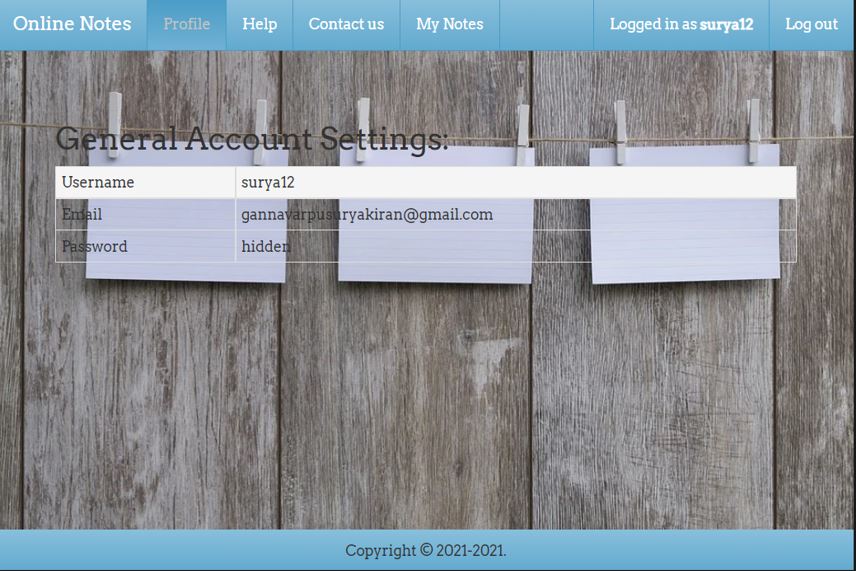 Online Notes Profile Help Contact us My Notes Logged in as surya12 Log out
General Account Settings:
Username surya12
Email gannavarpusuryakiran@gmail.com
Password hidden
Copyright © 2021-2021.